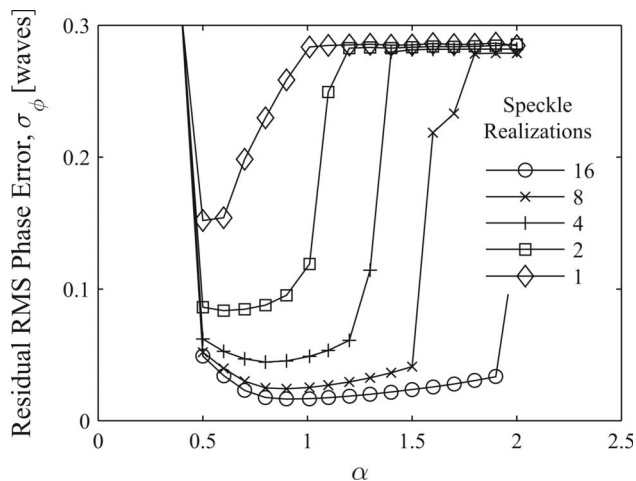 Residual RMS Phase Error, σ_ϕ [waves]
0.3
0.2
0.1
0
Speckle
Realizations
16
8
4
2
1
0 0.5 1 1.5 2 2.5
α